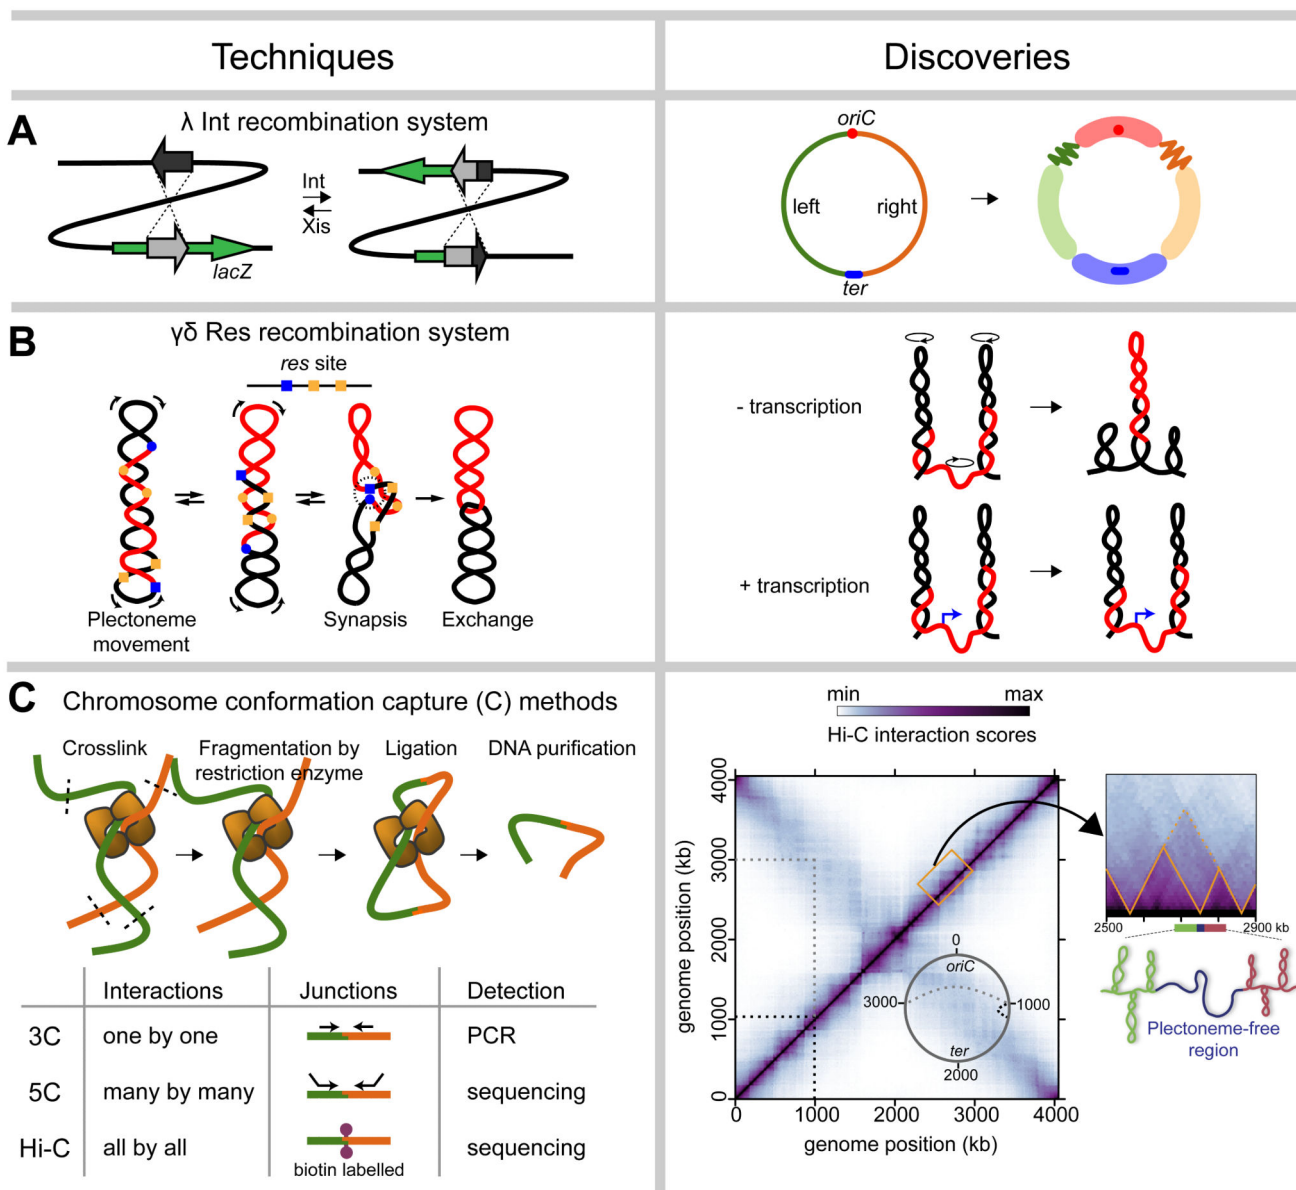 Techniques
Discoveries
A
λ Int recombination system
Int
Xis
lacZ
oriC
left
right
ter
B
γδ Res recombination system
res site
Plectoneme
movement
Synapsis
Exchange
- transcription
+ transcription
C
Chromosome conformation capture (C) methods
Crosslink
Fragmentation by
restriction enzyme
Ligation
DNA purification
Interactions
Junctions
Detection
3C
one by one
PCR
5C
many by many
sequencing
Hi-C
all by all
sequencing
biotin labelled
min
max
Hi-C interaction scores
genome position (kb)
4000
3000
2000
1000
0
0
1000
2000
3000
4000
genome position (kb)
0
oriC
3000
1000
ter
2000
2500
2900 kb
Plectoneme-free
region